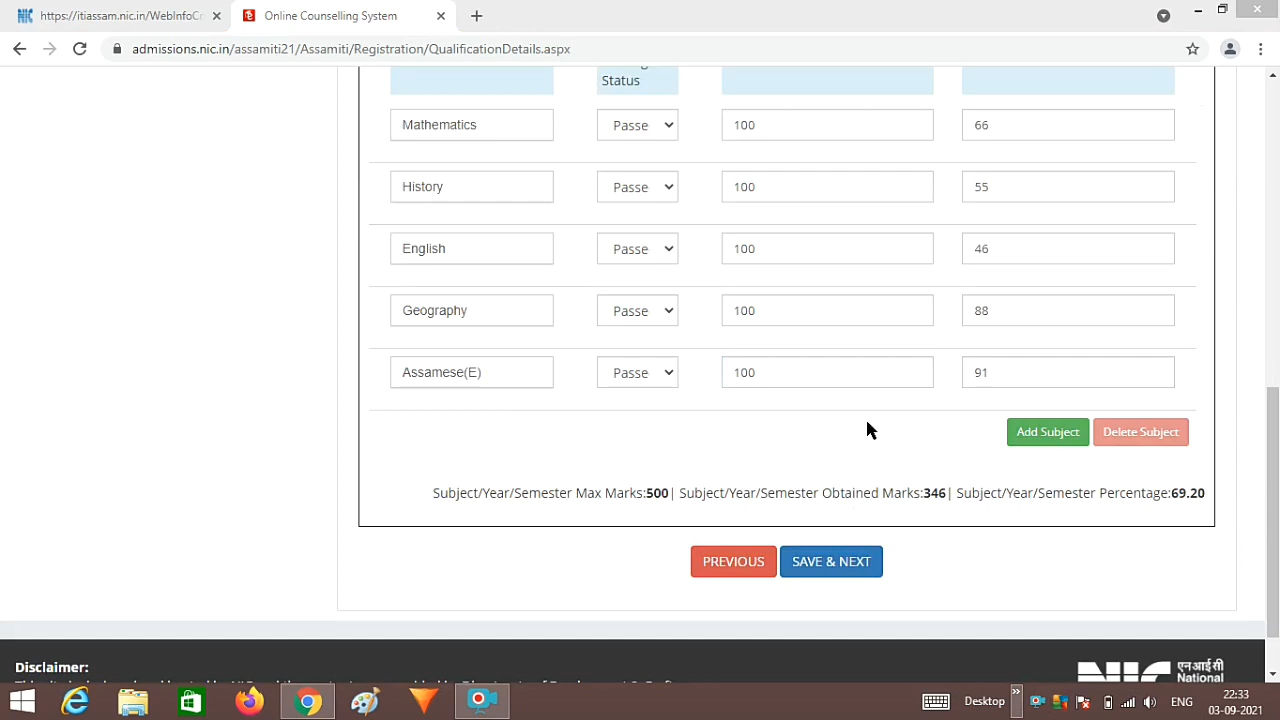 https://itiassam.nic.in/WebInfoCr
Online Counselling System
admissions.nic.in/assamiti21/Assamiti/Registration/QualificationDetails.aspx
Status
Mathematics Passe 100 66
History Passe 100 55
English Passe 100 46
Geography Passe 100 88
Assamese(E) Passe 100 91
Add Subject Delete Subject
Subject/Year/Semester Max Marks:500| Subject/Year/Semester Obtained Marks:346| Subject/Year/Semester Percentage:69.20
PREVIOUS SAVE & NEXT
Disclaimer:
NIC एनआईसी
National
Desktop ENG 22:33
03-09-2021